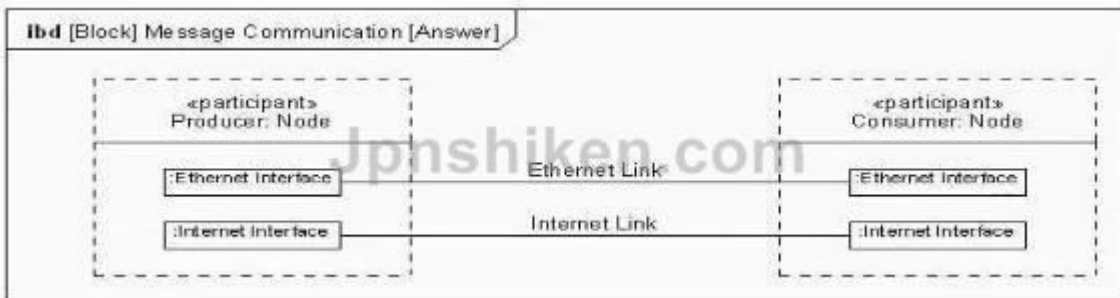 ibd [Block] Message Communication [Answer]
«participant»
Producer: Node
:Ethernet Interface
:Internet Interface
Ethernet Link
Internet Link
«participant»
Consumer: Node
:Ethernet Interface
:Internet Interface
Jpnshiken.com